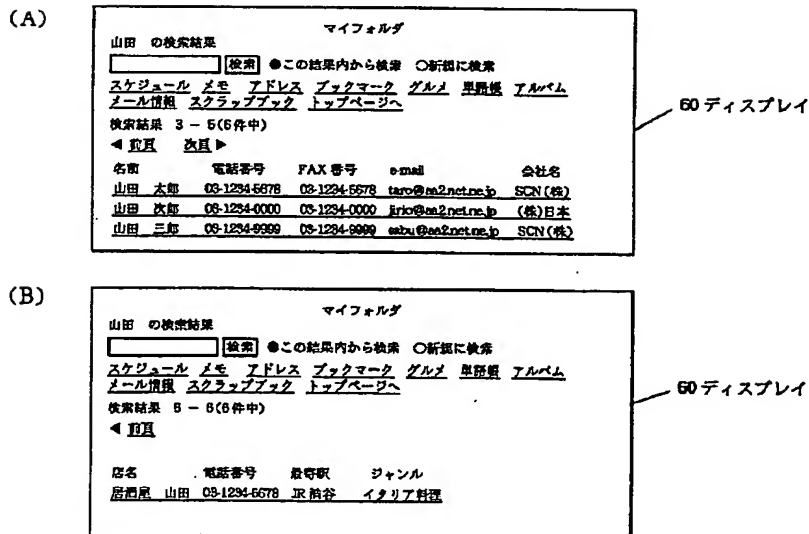 (A)
マイフォルダ
山田 の検索結果
検索 ●この結果内から検索 ○新規に検索
スケジュール メモ アドレス ブックマーク グルメ 単語帳 アルバム
メール情報 スクラップブック トップページへ
検索結果 3 - 5(6件中)
◀ 前頁 次頁 ▶
名前 電話番号 FAX 番号 e-mail 会社名
山田 太郎 03-1234-5678 03-1234-5678 taro@aa2.net.ne.jp SCN(株)
山田 次郎 03-1234-0000 03-1234-0000 jirio@aa2.net.ne.jp (株)日本
山田 三郎 03-1234-9999 03-1234-9999 sabu@aa2.net.ne.jp SCN(株)
60 ディスプレイ
(B)
マイフォルダ
山田 の検索結果
検索 ●この結果内から検索 ○新規に検索
スケジュール メモ アドレス ブックマーク グルメ 単語帳 アルバム
メール情報 スクラップブック トップページへ
検索結果 6 - 6(6件中)
◀ 前頁
店名 電話番号 最寄駅 ジャンル
居酒屋 山田 03-1234-5678 JR 渋谷 イタリア料理
60 ディスプレイ